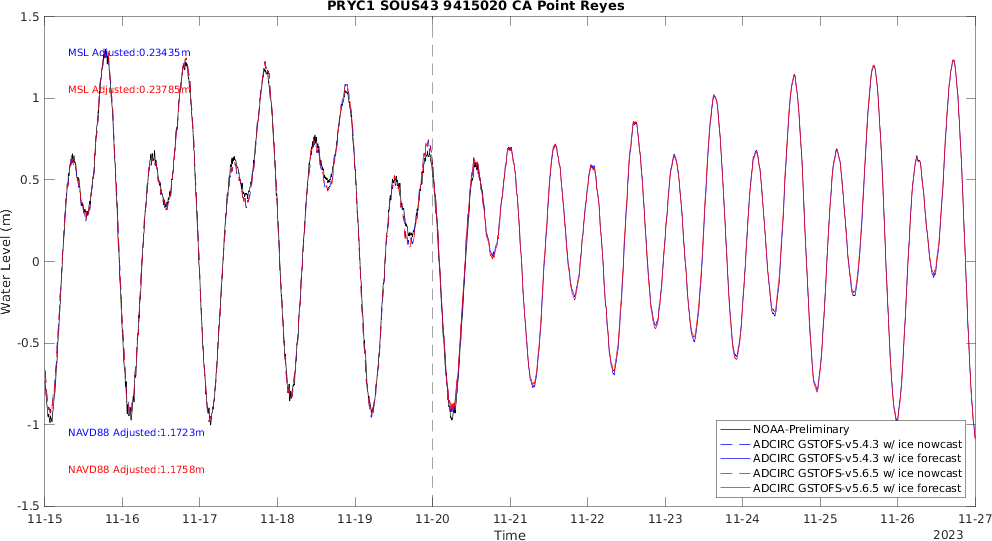 PRYC1 SOUS43 9415020 CA Point Reyes
1.5
1
0.5
0
-0.5
-1
-1.5
Water Level (m)
MSL Adjusted:0.23435m
MSL Adjusted:0.23785m
NAVD88 Adjusted:1.1723m
NAVD88 Adjusted:1.1758m
NOAA-Preliminary
ADCIRC GSTOFS-v5.4.3 w/ ice nowcast
ADCIRC GSTOFS-v5.4.3 w/ ice forecast
ADCIRC GSTOFS-v5.6.5 w/ ice nowcast
ADCIRC GSTOFS-v5.6.5 w/ ice forecast
11-15 11-16 11-17 11-18 11-19 11-20 11-21 11-22 11-23 11-24 11-25 11-26 11-27
Time
2023